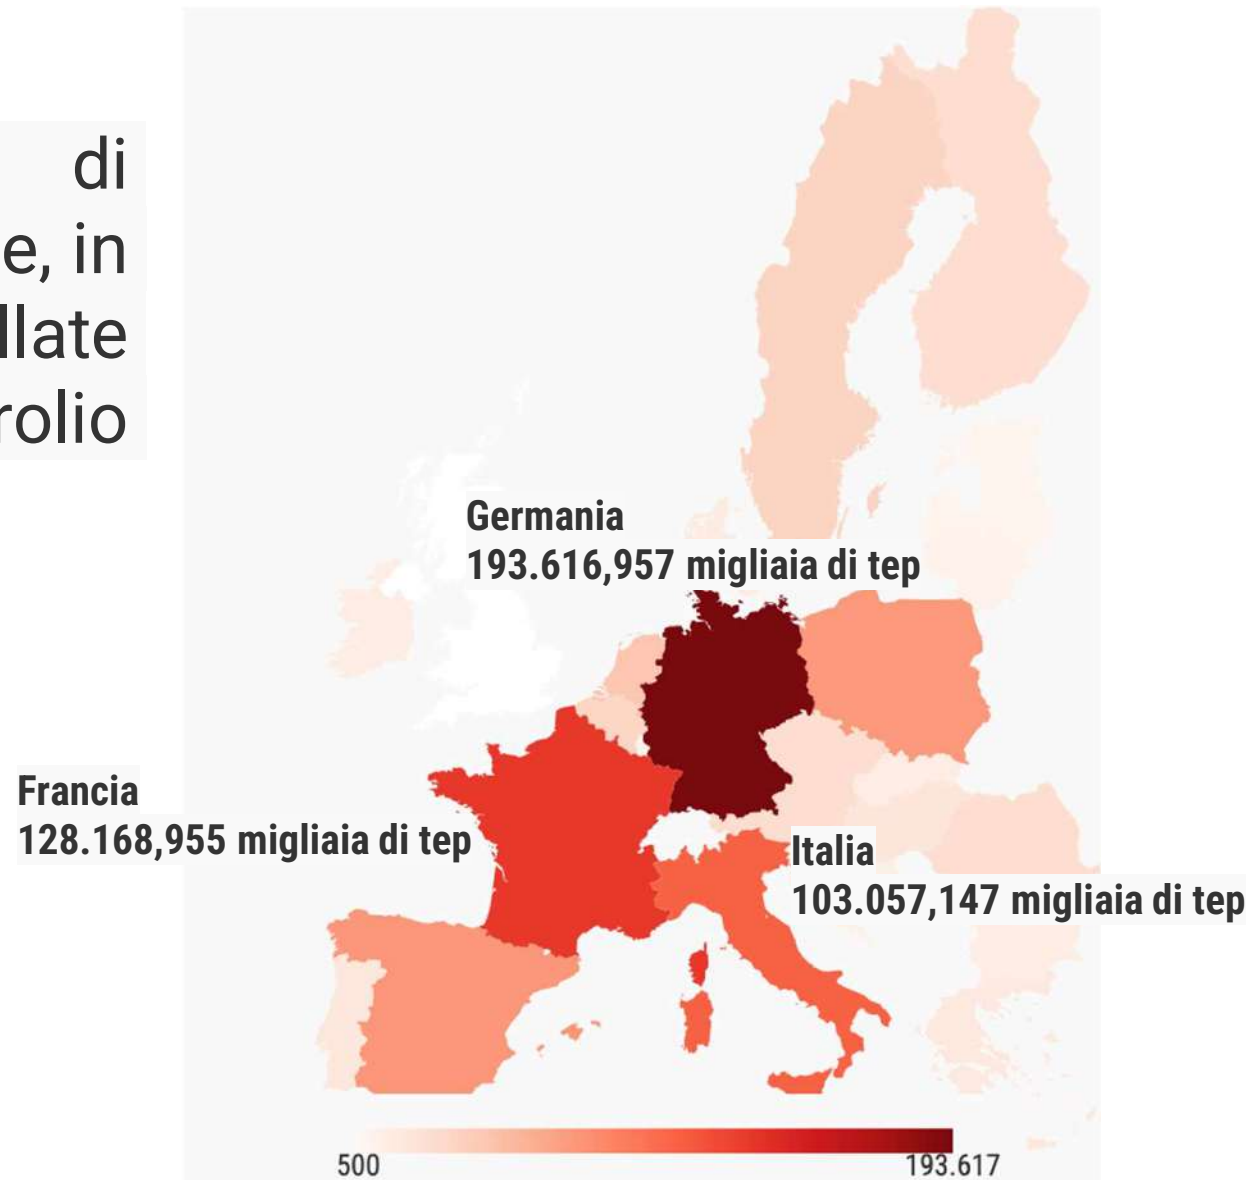 di
e, in
llate
rolio
Germania
193.616,957 migliaia di tep
Francia
128.168,955 migliaia di tep
Italia
103.057,147 migliaia di tep
500
193.617